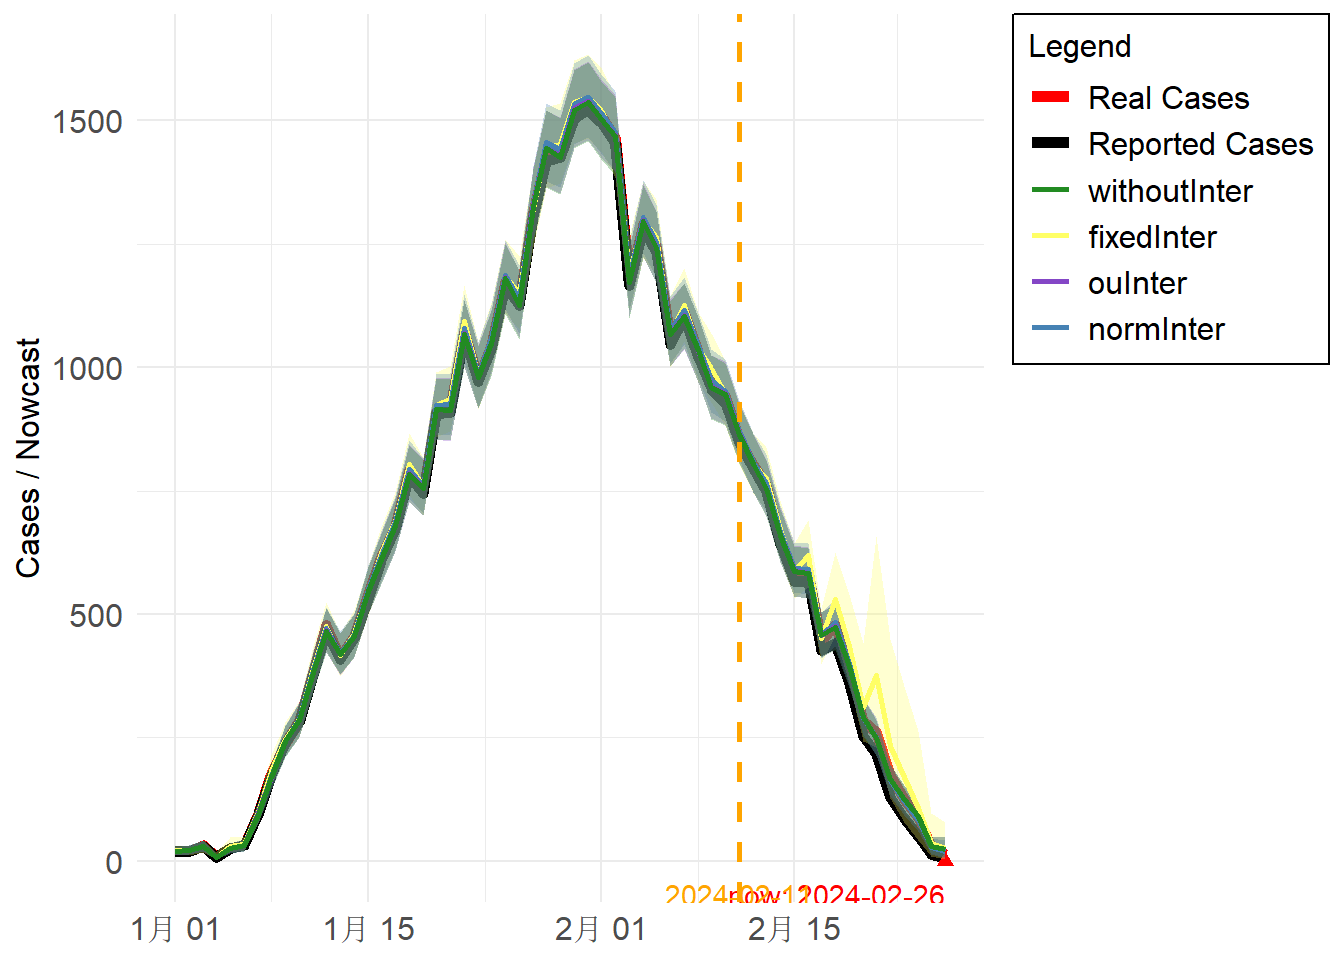 Cases / Nowcast
1500
1000
500
0
2024-02-11
now: 2024-02-26
1月 01
1月 15
2月 01
2月 15
Legend
Real Cases
Reported Cases
withoutInter
fixedInter
ouInter
normInter